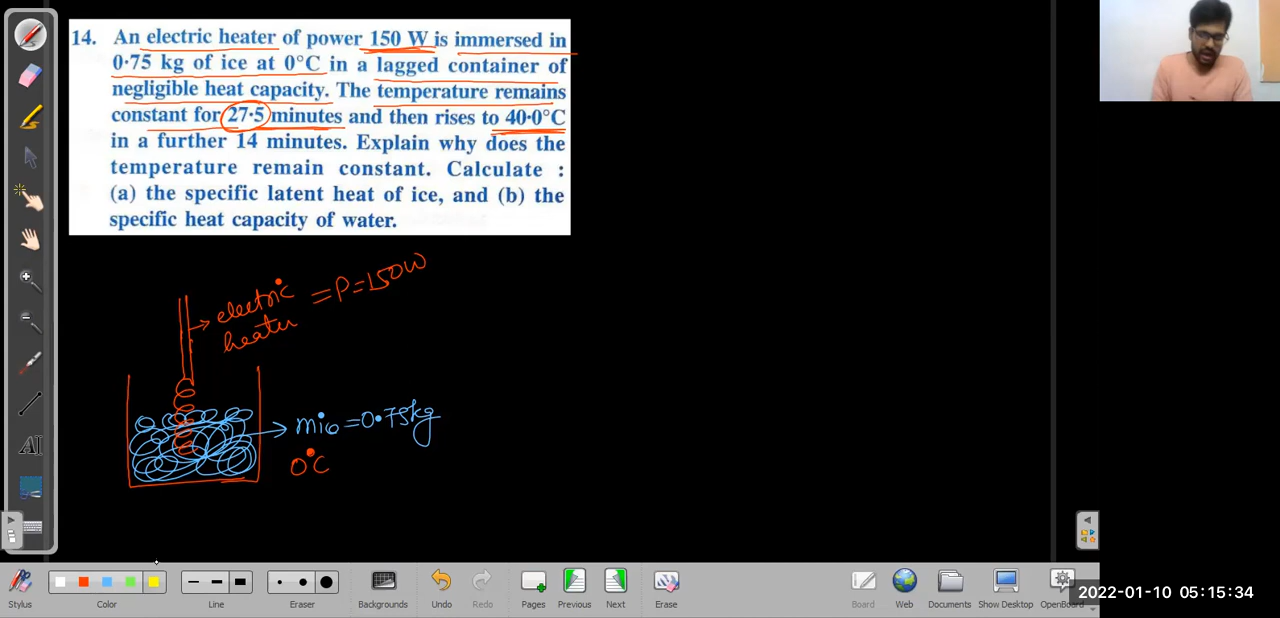 14. An electric heater of power 150 W is immersed in
0·75 kg of ice at 0°C in a lagged container of
negligible heat capacity. The temperature remains
constant for 27·5 minutes and then rises to 40·0°C
in a further 14 minutes. Explain why does the
temperature remain constant. Calculate :
(a) the specific latent heat of ice, and (b) the
specific heat capacity of water.
electric = P = 150W
heater
= 0.75kg
0°C
Stylus
Color
Line
Eraser
Backgrounds
Undo
Redo
Pages
Previous
Next
Erase
Board
Web
Documents
Show Desktop
OpenBoard
2022-01-10 05:15:34